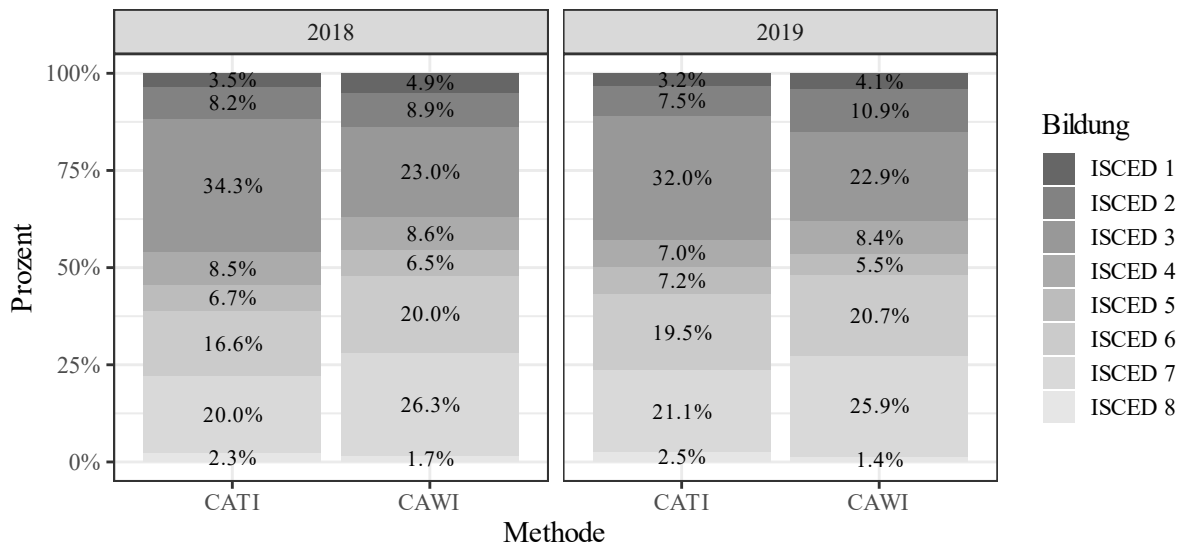 2018
2019
100%
75%
50%
25%
0%
Prozent
3.5%
8.2%
34.3%
8.5%
6.7%
16.6%
20.0%
2.3%
4.9%
8.9%
23.0%
8.6%
6.5%
20.0%
26.3%
1.7%
3.2%
7.5%
32.0%
7.0%
7.2%
19.5%
21.1%
2.5%
4.1%
10.9%
22.9%
8.4%
5.5%
20.7%
25.9%
1.4%
CATI
CAWI
CATI
CAWI
Methode
Bildung
ISCED 1
ISCED 2
ISCED 3
ISCED 4
ISCED 5
ISCED 6
ISCED 7
ISCED 8